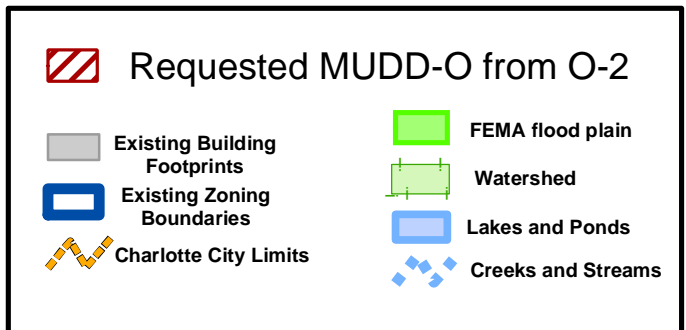 Requested MUDD-O from O-2
Existing Building
Footprints
Existing Zoning
Boundaries
Charlotte City Limits
FEMA flood plain
Watershed
Lakes and Ponds
Creeks and Streams